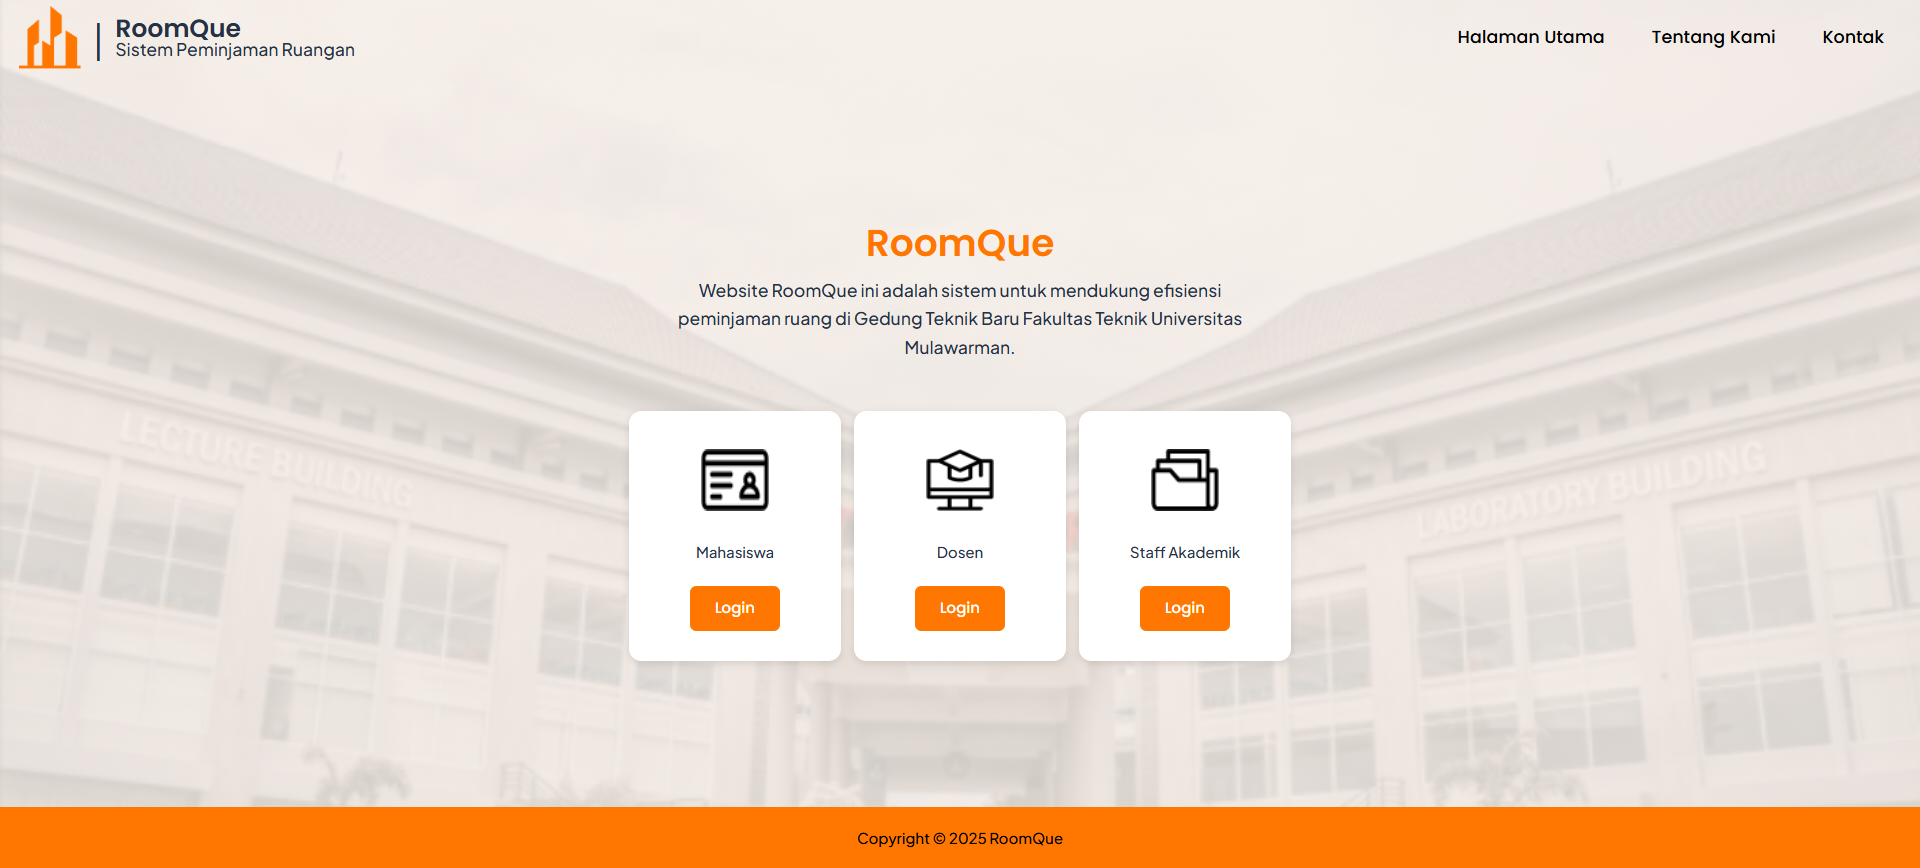 RoomQue
Sistem Peminjaman Ruangan
Halaman Utama
Tentang Kami
Kontak
RoomQue
Website RoomQue ini adalah sistem untuk mendukung efisiensi
peminjaman ruang di Gedung Teknik Baru Fakultas Teknik Universitas
Mulawarman.
LECTURE BUILDING
LABORATORY BUILDING
Mahasiswa
Dosen
Staff Akademik
Login
Login
Login
Copyright © 2025 RoomQue